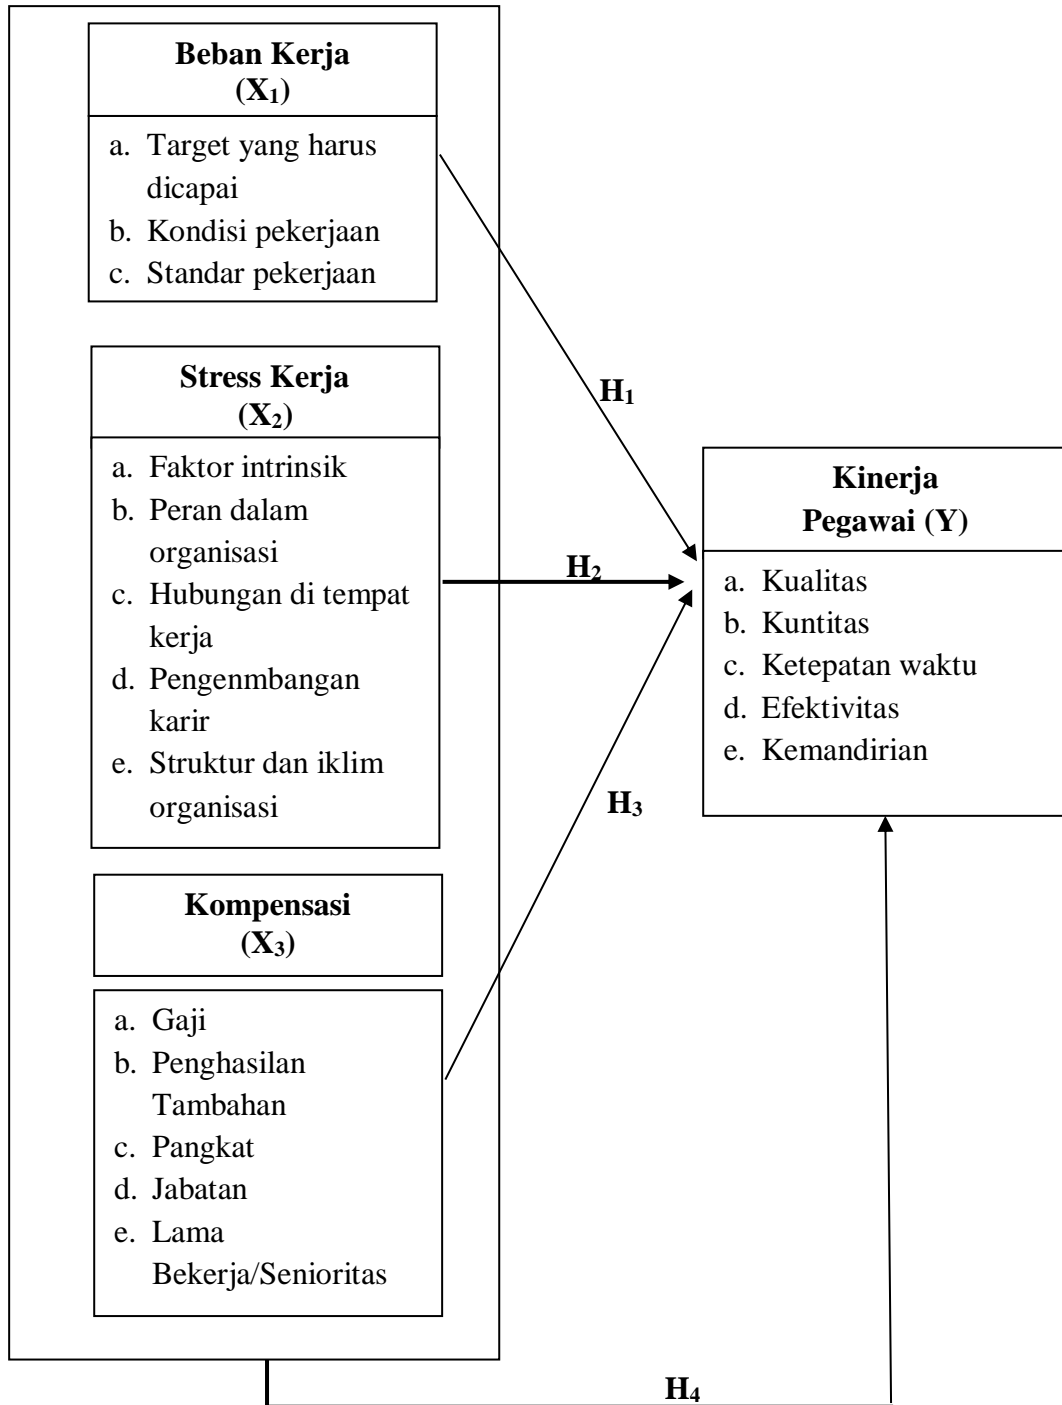 Beban Kerja
(X₁)
a. Target yang harus
dicapai
b. Kondisi pekerjaan
c. Standar pekerjaan
Stress Kerja
(X₂)
a. Faktor intrinsik
b. Peran dalam
organisasi
c. Hubungan di tempat
kerja
d. Pengenmbangan
karir
e. Struktur dan iklim
organisasi
Kompensasi
(X₃)
a. Gaji
b. Penghasilan
Tambahan
c. Pangkat
d. Jabatan
e. Lama
Bekerja/Senioritas
H₁
H₂
H₃
H₄
Kinerja
Pegawai (Y)
a. Kualitas
b. Kuntitas
c. Ketepatan waktu
d. Efektivitas
e. Kemandirian